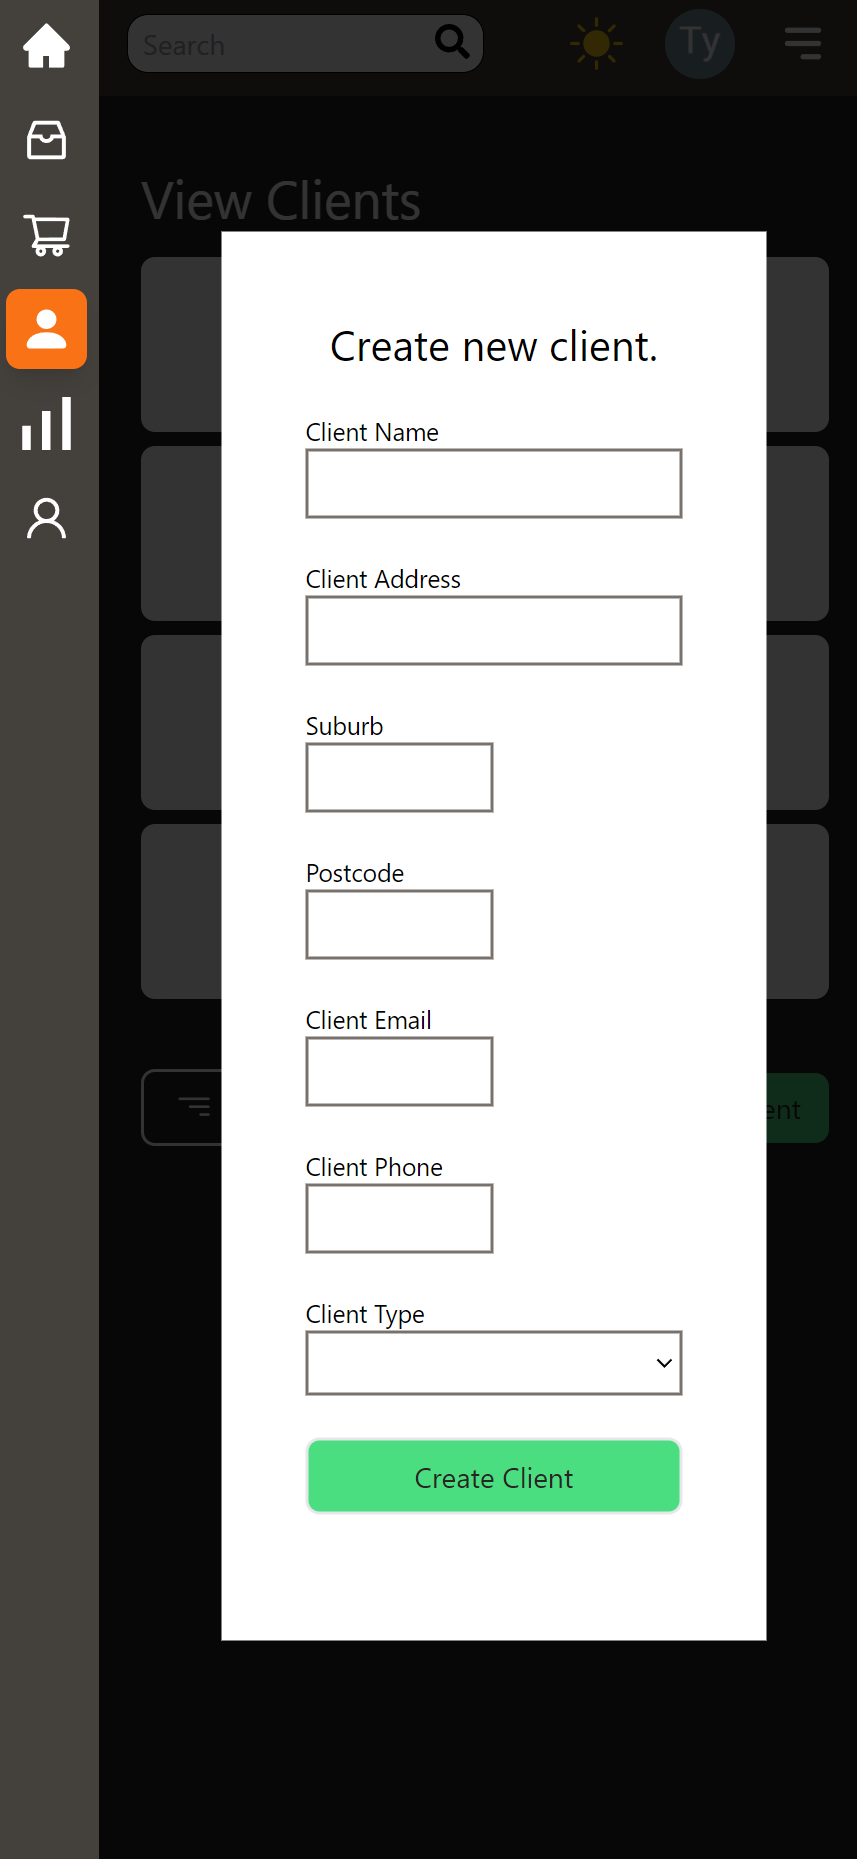 Search
Ty
View Clients
Create new client.
Client Name
Client Address
Suburb
Postcode
Client Email
Client Phone
ent
Client Type
Create Client